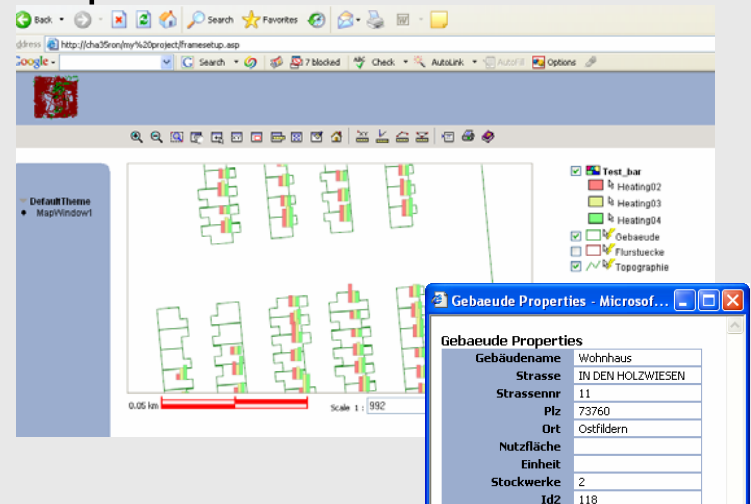 Back Search Favorites
ddress http://cha35ron/my%20project/framesetup.asp
Google Search 7 blocked Check AutoLink AutoFill Options
DefaultTheme
MapWindow1
Test_bar
Heating02
Heating03
Heating04
Gebaeude
Flurstuecke
Topographie
0.05 km Scale 1 : 992
Gebaeude Properties - Microsof...
Gebaeude Properties
Gebäudename Wohnhaus
Strasse IN DEN HOLZWIESEN
Strassennr 11
Plz 73760
Ort Ostfildern
Nutzfläche
Einheit
Stockwerke 2
Id2 118